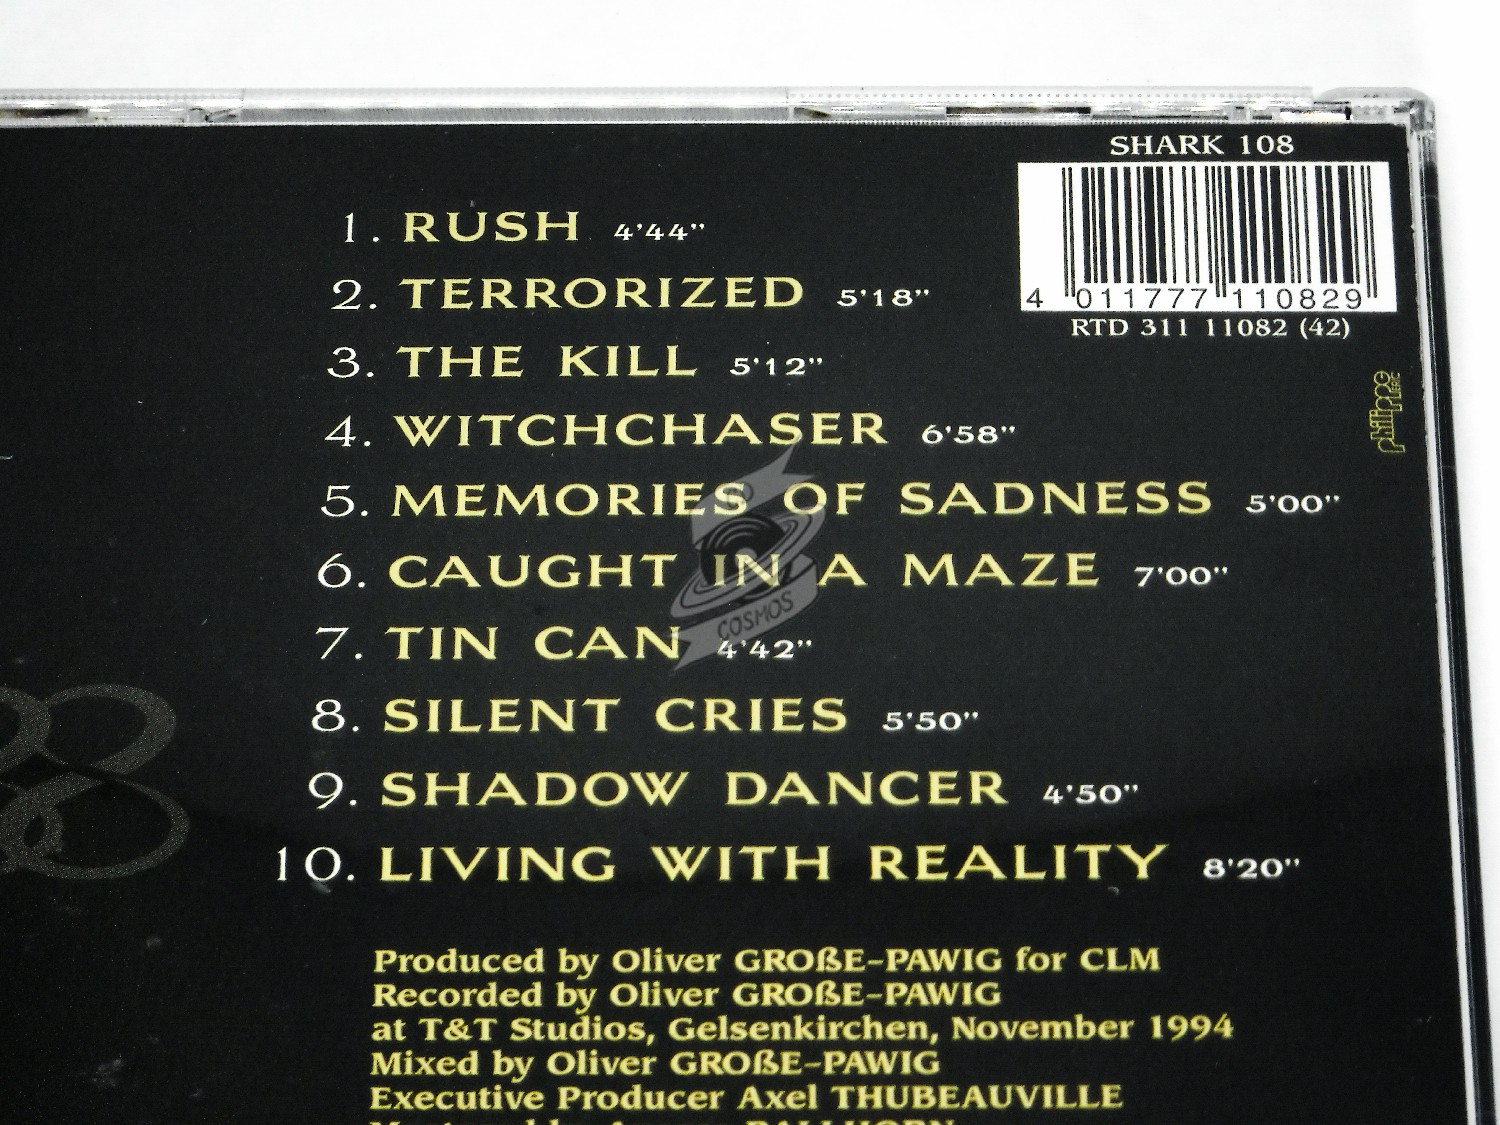 SHARK 108
4 011777 110829
RTD 311 11082 (42)
1. RUSH 4'44"
2. TERRORIZED 5'18"
3. THE KILL 5'12"
4. WITCHCHASER 6'58"
5. MEMORIES OF SADNESS 5'00"
6. CAUGHT IN A MAZE 7'00"
7. TIN CAN 4'42"
8. SILENT CRIES 5'50"
9. SHADOW DANCER 4'50"
10. LIVING WITH REALITY 8'20"
COSMOS
Produced by Oliver GROßE-PAWIG for CLM
Recorded by Oliver GROßE-PAWIG
at T&T Studios, Gelsenkirchen, November 1994
Mixed by Oliver GROßE-PAWIG
Executive Producer Axel THUBEAUVILLE